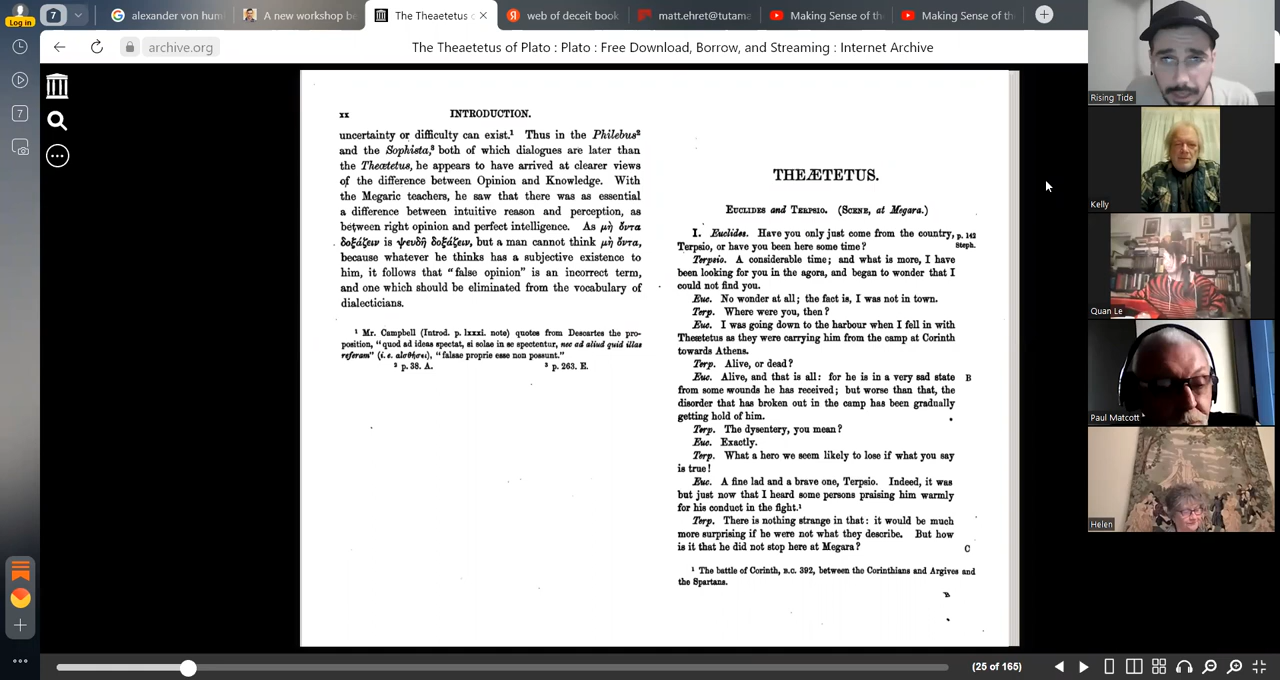 Log in
7
alexander von hum
A new workshop be
The Theaetetus o
web of deceit book
matt.ehret@tutama
Making Sense of th
Making Sense of the
archive.org
The Theaetetus of Plato : Plato : Free Download, Borrow, and Streaming : Internet Archive
7
xx INTRODUCTION.
uncertainty or difficulty can exist.¹ Thus in the Philebus²
and the Sophista,³ both of which dialogues are later than
the Theætetus, he appears to have arrived at clearer views
of the difference between Opinion and Knowledge. With
the Megaric teachers, he saw that there was as essential
a difference between intuitive reason and perception, as
between right opinion and perfect intelligence. As μὴ ὄντα
δοξάζειν is ψευδῆ δοξάζειν, but a man cannot think μὴ ὄντα,
because whatever he thinks has a subjective existence to
him, it follows that "false opinion" is an incorrect term,
and one which should be eliminated from the vocabulary of
dialecticians.
¹ Mr. Campbell (Introd. p. lxxxi. note) quotes from Descartes the pro-
position, "quod ad ideas spectat, si solae in se spectentur, nec ad aliud quid illas
referam" (i. e. αἰσθήσει), "falsae proprie esse non possunt."
² p. 38. A. ³ p. 263. E.
THEÆTETUS.
EUCLIDES and TERPSIO. (SCENE, at Megara.)
I. Euclides. Have you only just come from the country, p. 142
Terpsio, or have you been here some time? Steph.
Terpsio. A considerable time; and what is more, I have
been looking for you in the agora, and began to wonder that I
could not find you.
Euc. No wonder at all; the fact is, I was not in town.
Terp. Where were you, then?
Euc. I was going down to the harbour when I fell in with
Theætetus as they were carrying him from the camp at Corinth
towards Athens.
Terp. Alive, or dead?
Euc. Alive, and that is all: for he is in a very sad state B
from some wounds he has received; but worse than that, the
disorder that has broken out in the camp has been gradually
getting hold of him.
Terp. The dysentery, you mean?
Euc. Exactly.
Terp. What a hero we seem likely to lose if what you say
is true!
Euc. A fine lad and a brave one, Terpsio. Indeed, it was
but just now that I heard some persons praising him warmly
for his conduct in the fight.¹
Terp. There is nothing strange in that: it would be much
more surprising if he were not what they describe. But how
is it that he did not stop here at Megara? C
¹ The battle of Corinth, B.C. 392, between the Corinthians and Argives and
the Spartans.
B
(25 of 165)
Rising Tide
Kelly
Quan Le
Paul Matcott
Helen